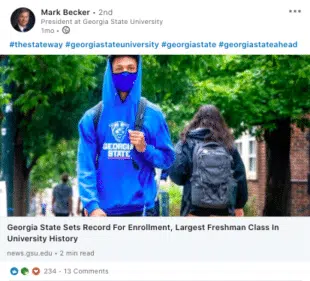 Mark Becker • 2nd
President at Georgia State University
1mo •
#thestateway #georgiastateuniversity #georgiastate #georgiastateahead
GEORGIA
STATE
Georgia State Sets Record For Enrollment, Largest Freshman Class In
University History
news.gsu.edu • 2 min read
234 · 13 Comments